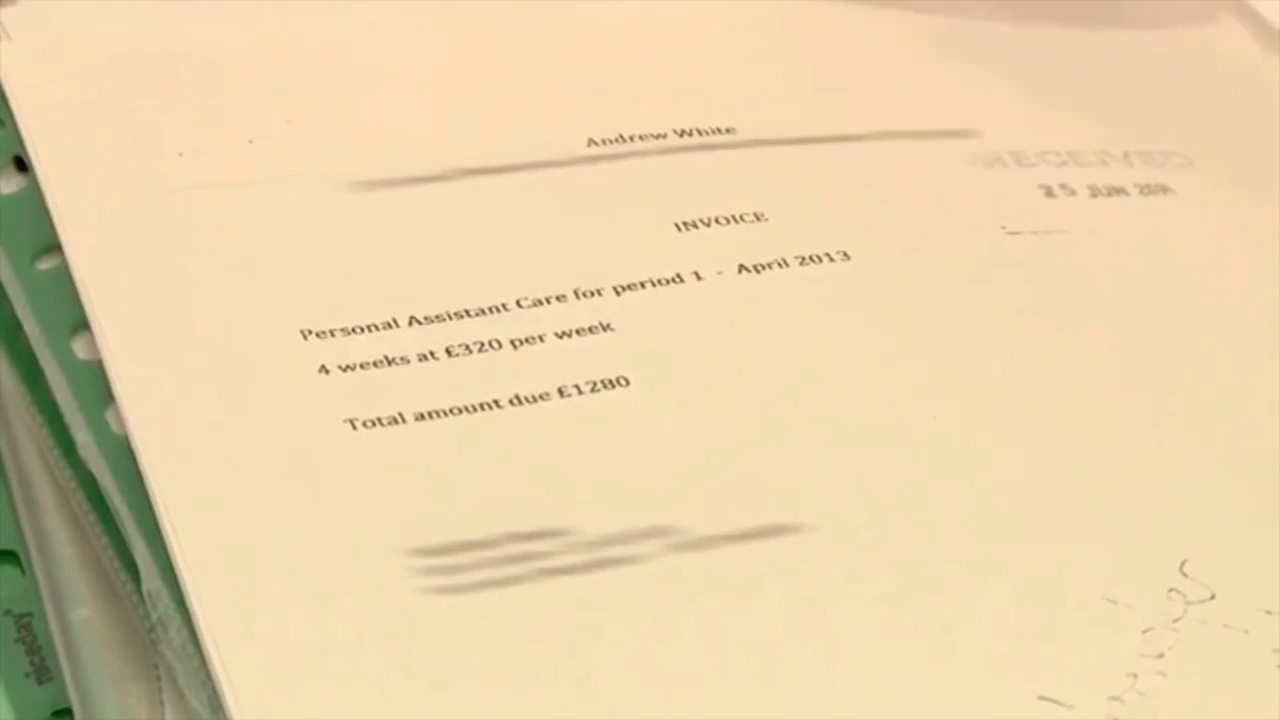 Andrew White
RECEIVED
25 JUN
INVOICE
Personal Assistant Care for period 1 - April 2013
4 weeks at £320 per week
Total amount due £1280
niceday